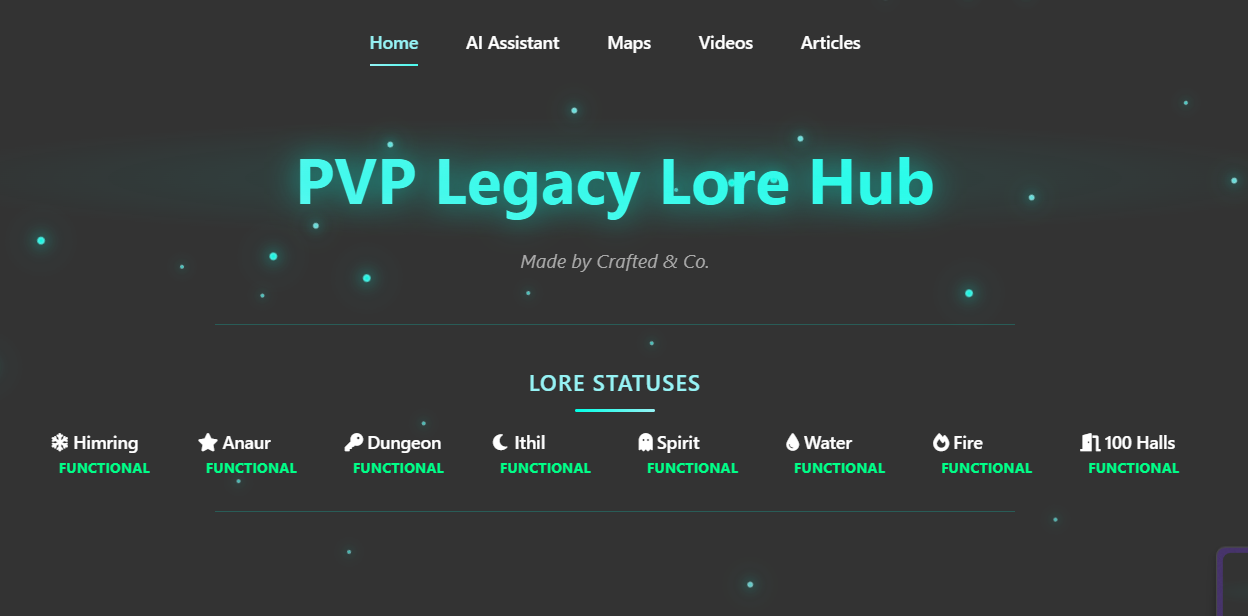 Home AI Assistant Maps Videos Articles
PVP Legacy Lore Hub
Made by Crafted & Co.
LORE STATUSES
Himring Anaur Dungeon Ithil Spirit Water Fire 100 Halls
FUNCTIONAL FUNCTIONAL FUNCTIONAL FUNCTIONAL FUNCTIONAL FUNCTIONAL FUNCTIONAL FUNCTIONAL